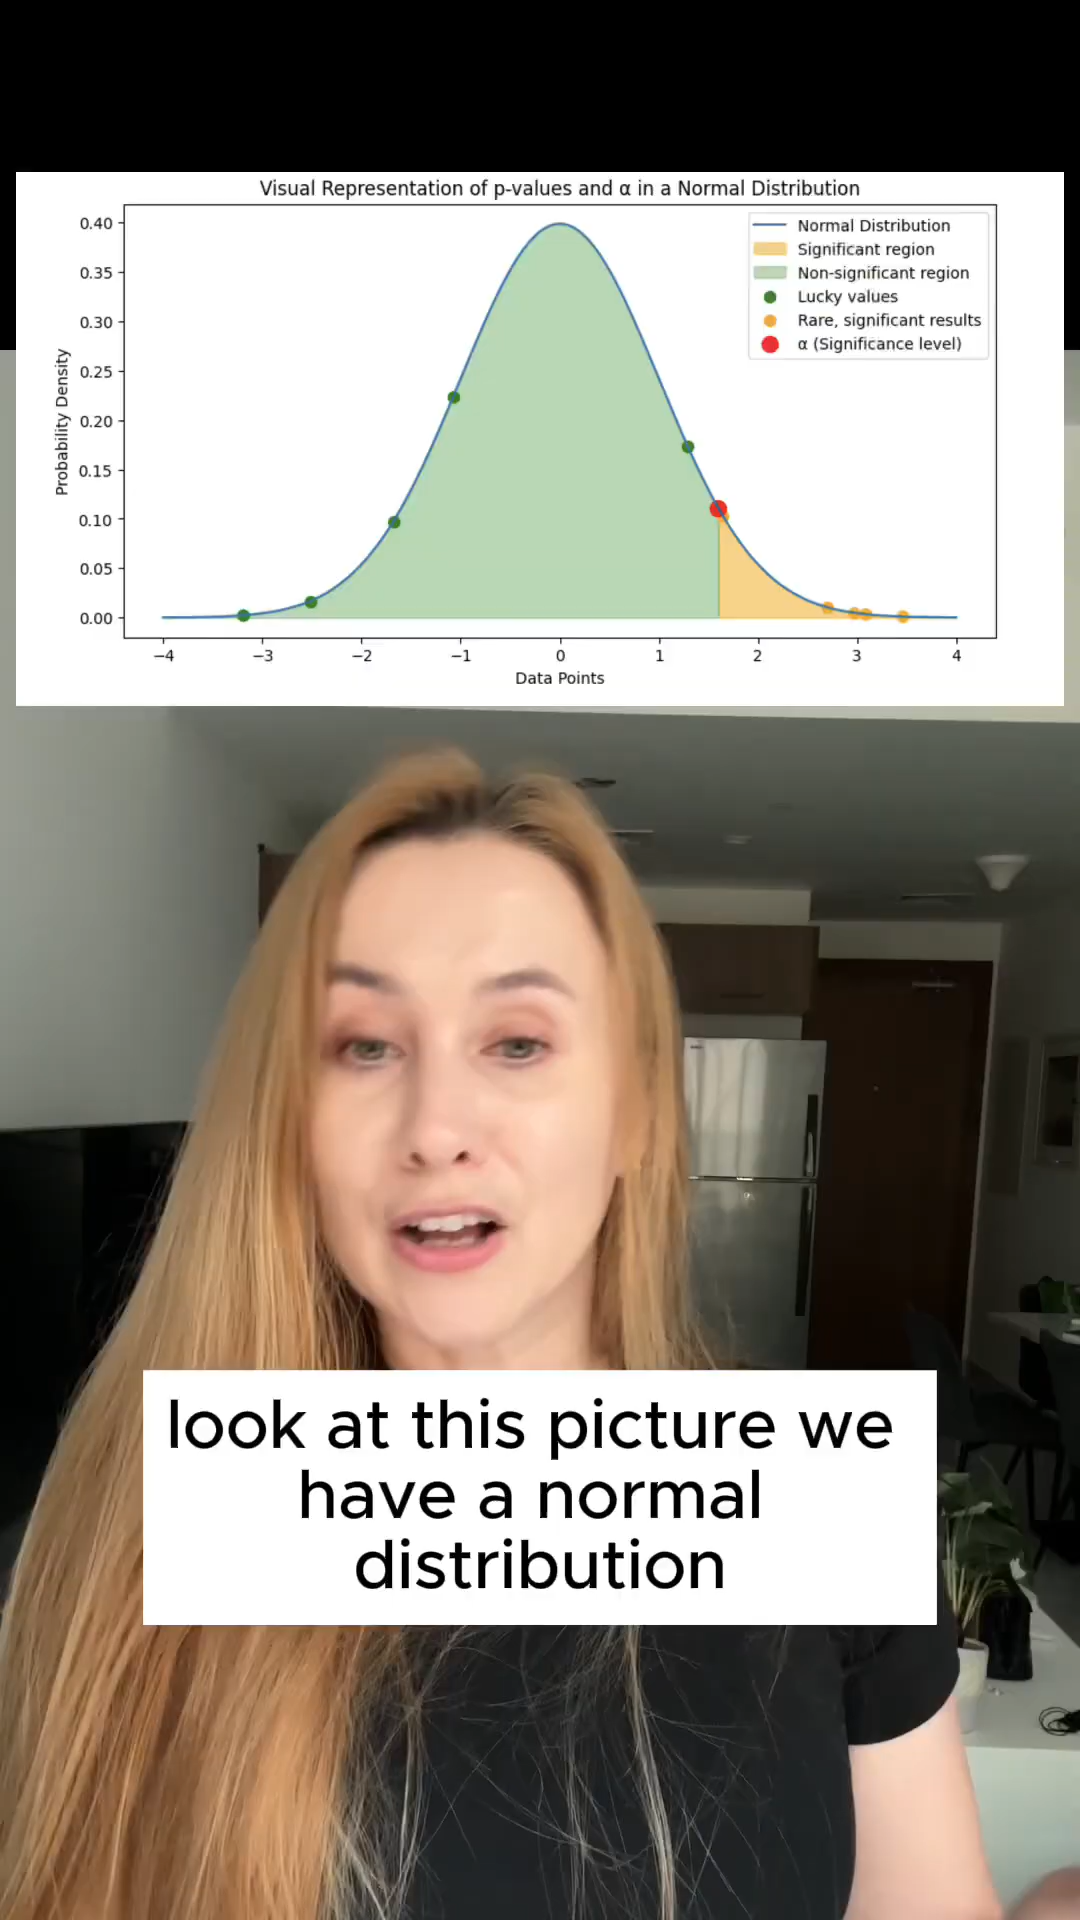 Visual Representation of p-values and α in a Normal Distribution
Normal Distribution
Significant region
Non-significant region
Lucky values
Rare, significant results
α (Significance level)
Probability Density
0.40
0.35
0.30
0.25
0.20
0.15
0.10
0.05
0.00
−4
−3
−2
−1
0
1
2
3
4
Data Points
look at this picture we
have a normal
distribution